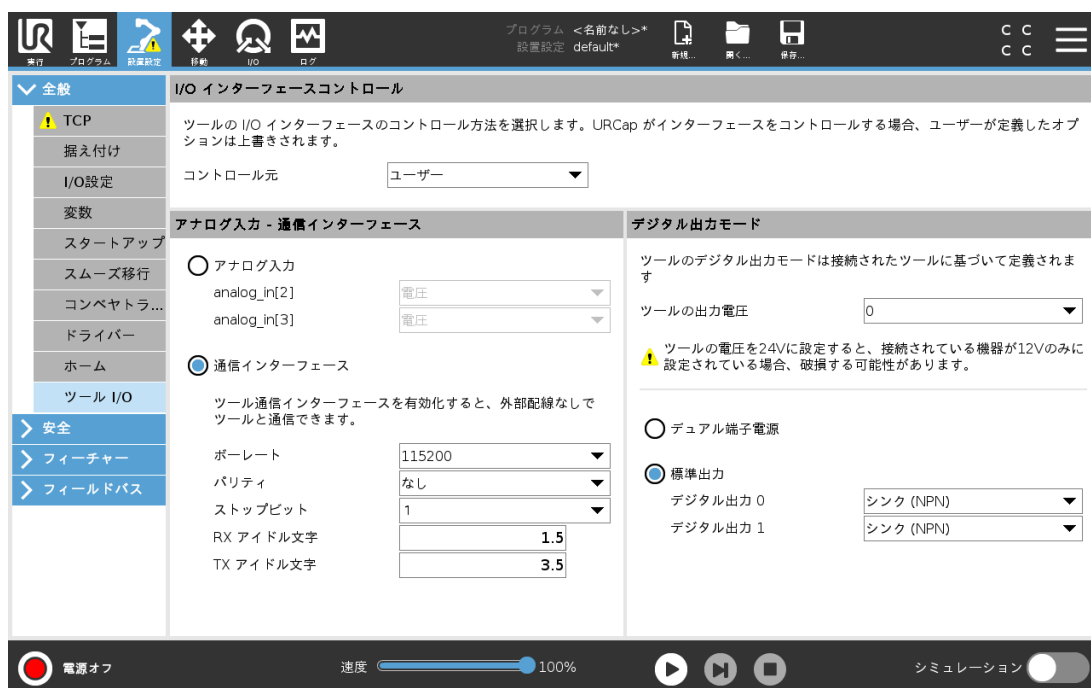 UR
実行
プログラム
設置設定
移動
I/O
ログ
プログラム <名前なし>*
設置設定 default*
新規...
開く...
保存...
C C
C C
全般
TCP
据え付け
I/O設定
変数
スタートアップ
スムーズ移行
コンベヤトラ...
ドライバー
ホーム
ツール I/O
安全
フィーチャー
フィールドバス
I/O インターフェースコントロール
ツールの I/O インターフェースのコントロール方法を選択します。URCap がインターフェースをコントロールする場合、ユーザーが定義したオプ
ションは上書きされます。
コントロール元 ユーザー
アナログ入力 - 通信インターフェース
アナログ入力
analog_in[2] 電圧
analog_in[3] 電圧
通信インターフェース
ツール通信インターフェースを有効化すると、外部配線なしで
ツールと通信できます。
ボーレート 115200
パリティ なし
ストップビット 1
RX アイドル文字 1.5
TX アイドル文字 3.5
デジタル出力モード
ツールのデジタル出力モードは接続されたツールに基づいて定義されま
す
ツールの出力電圧 0
ツールの電圧を24Vに設定すると、接続されている機器が12Vのみに
設定されている場合、破損する可能性があります。
デュアル端子電源
標準出力
デジタル出力 0 シンク (NPN)
デジタル出力 1 シンク (NPN)
電源オフ
速度 100%
シミュレーション